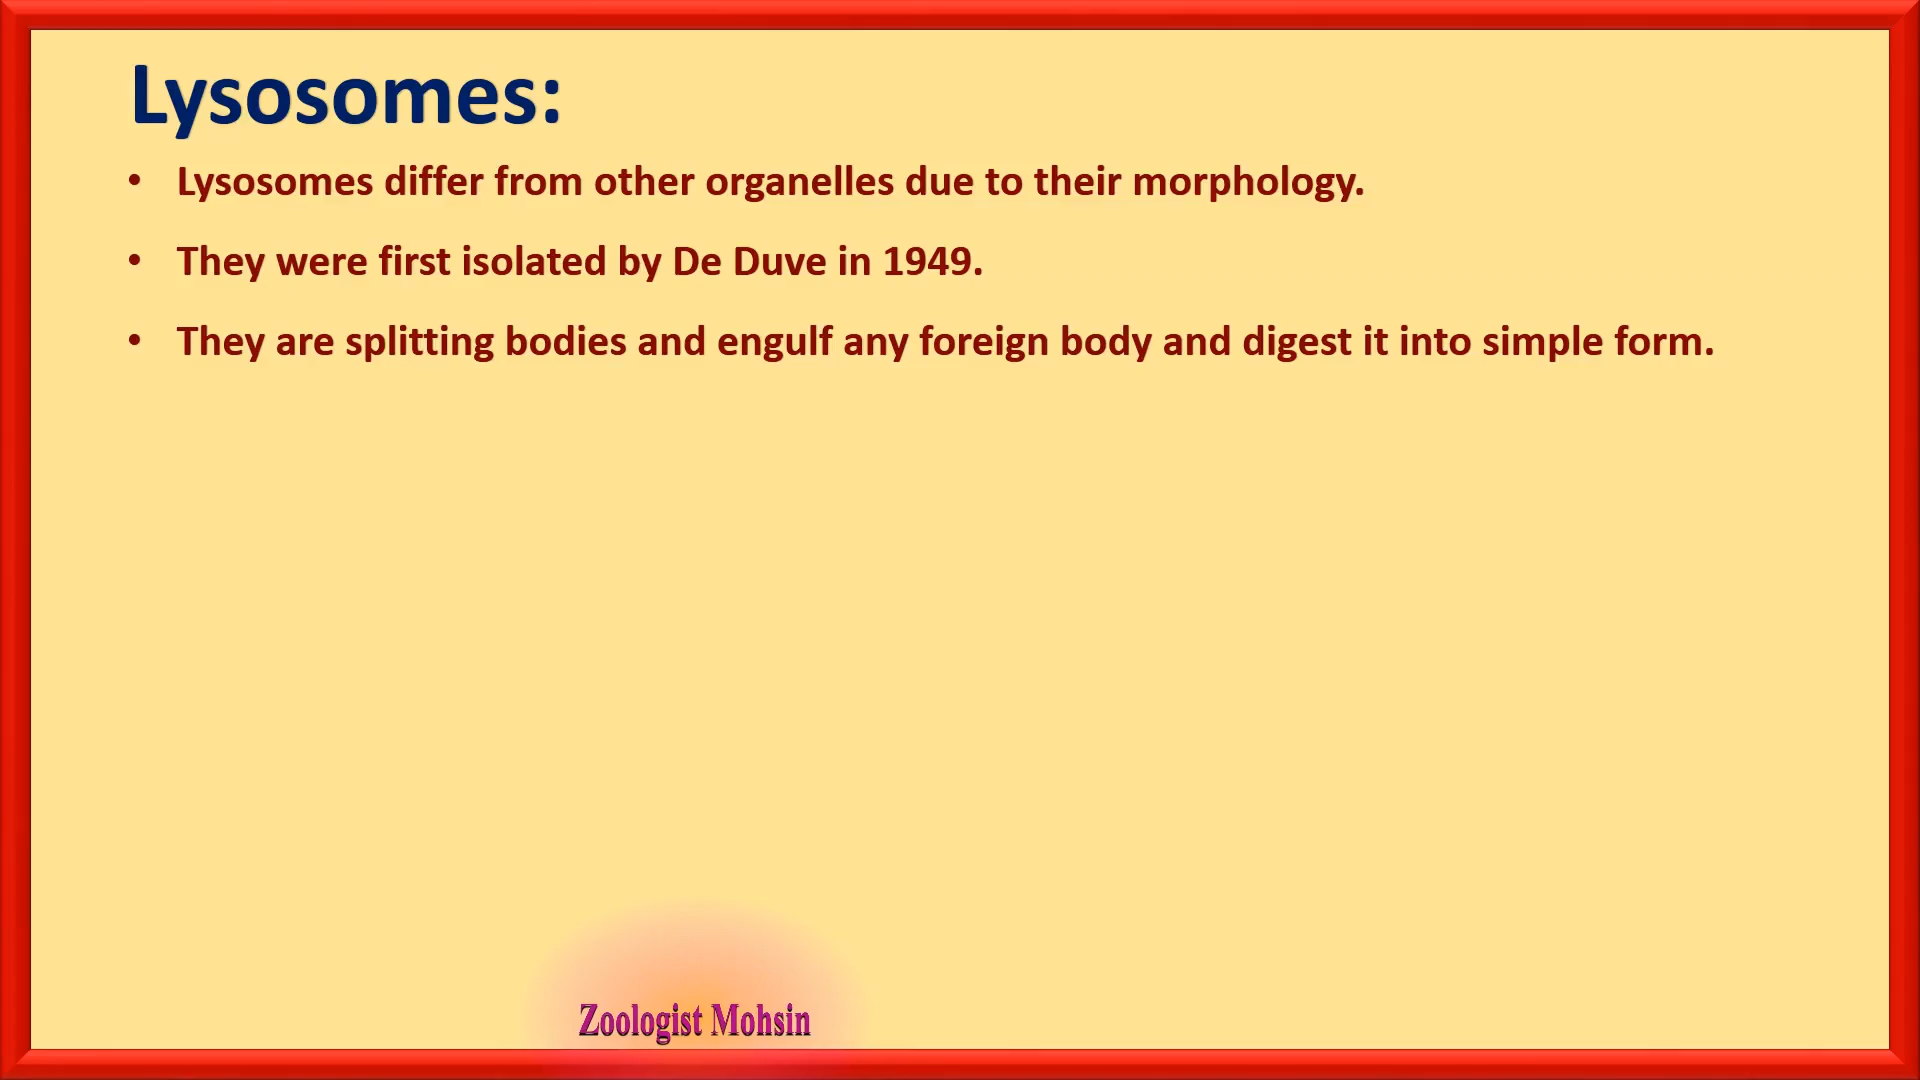 Lysosomes:
• Lysosomes differ from other organelles due to their morphology.
• They were first isolated by De Duve in 1949.
• They are splitting bodies and engulf any foreign body and digest it into simple form.
Zoologist Mohsin